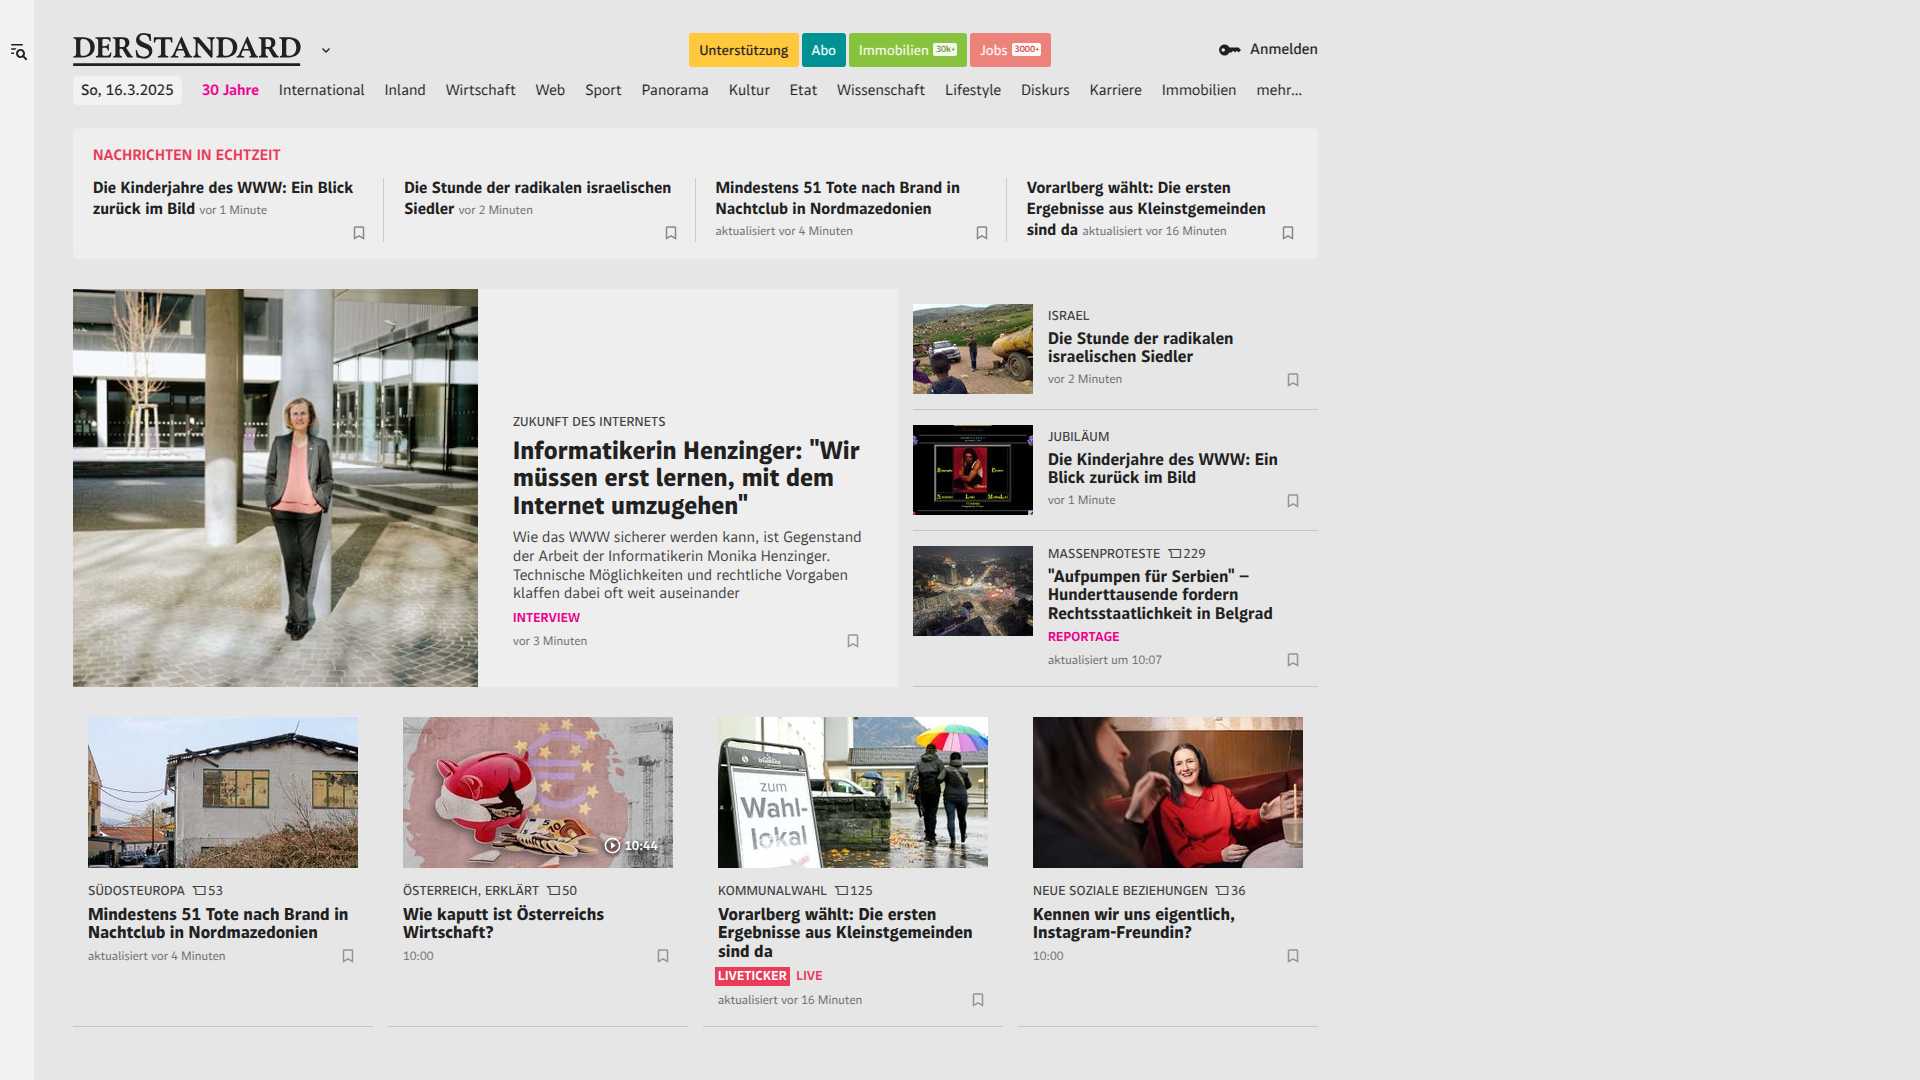 DERSTANDARD
Unterstützung
Abo
Immobilien 30k+
Jobs 3000+
Anmelden
So, 16.3.2025
30 Jahre
International
Inland
Wirtschaft
Web
Sport
Panorama
Kultur
Etat
Wissenschaft
Lifestyle
Diskurs
Karriere
Immobilien
mehr...
NACHRICHTEN IN ECHTZEIT
Die Kinderjahre des WWW: Ein Blick
zurück im Bild vor 1 Minute
Die Stunde der radikalen israelischen
Siedler vor 2 Minuten
Mindestens 51 Tote nach Brand in
Nachtclub in Nordmazedonien
aktualisiert vor 4 Minuten
Vorarlberg wählt: Die ersten
Ergebnisse aus Kleinstgemeinden
sind da aktualisiert vor 16 Minuten
ZUKUNFT DES INTERNETS
Informatikerin Henzinger: "Wir
müssen erst lernen, mit dem
Internet umzugehen"
Wie das WWW sicherer werden kann, ist Gegenstand
der Arbeit der Informatikerin Monika Henzinger.
Technische Möglichkeiten und rechtliche Vorgaben
klaffen dabei oft weit auseinander
INTERVIEW
vor 3 Minuten
ISRAEL
Die Stunde der radikalen
israelischen Siedler
vor 2 Minuten
JUBILÄUM
Die Kinderjahre des WWW: Ein
Blick zurück im Bild
vor 1 Minute
MASSENPROTESTE 229
"Aufpumpen für Serbien" –
Hunderttausende fordern
Rechtsstaatlichkeit in Belgrad
REPORTAGE
aktualisiert um 10:07
SÜDOSTEUROPA 53
Mindestens 51 Tote nach Brand in
Nachtclub in Nordmazedonien
aktualisiert vor 4 Minuten
10:44
ÖSTERREICH, ERKLÄRT 50
Wie kaputt ist Österreichs
Wirtschaft?
10:00
zum
Wahl-
lokal
KOMMUNALWAHL 125
Vorarlberg wählt: Die ersten
Ergebnisse aus Kleinstgemeinden
sind da
LIVETICKER LIVE
aktualisiert vor 16 Minuten
NEUE SOZIALE BEZIEHUNGEN 36
Kennen wir uns eigentlich,
Instagram-Freundin?
10:00